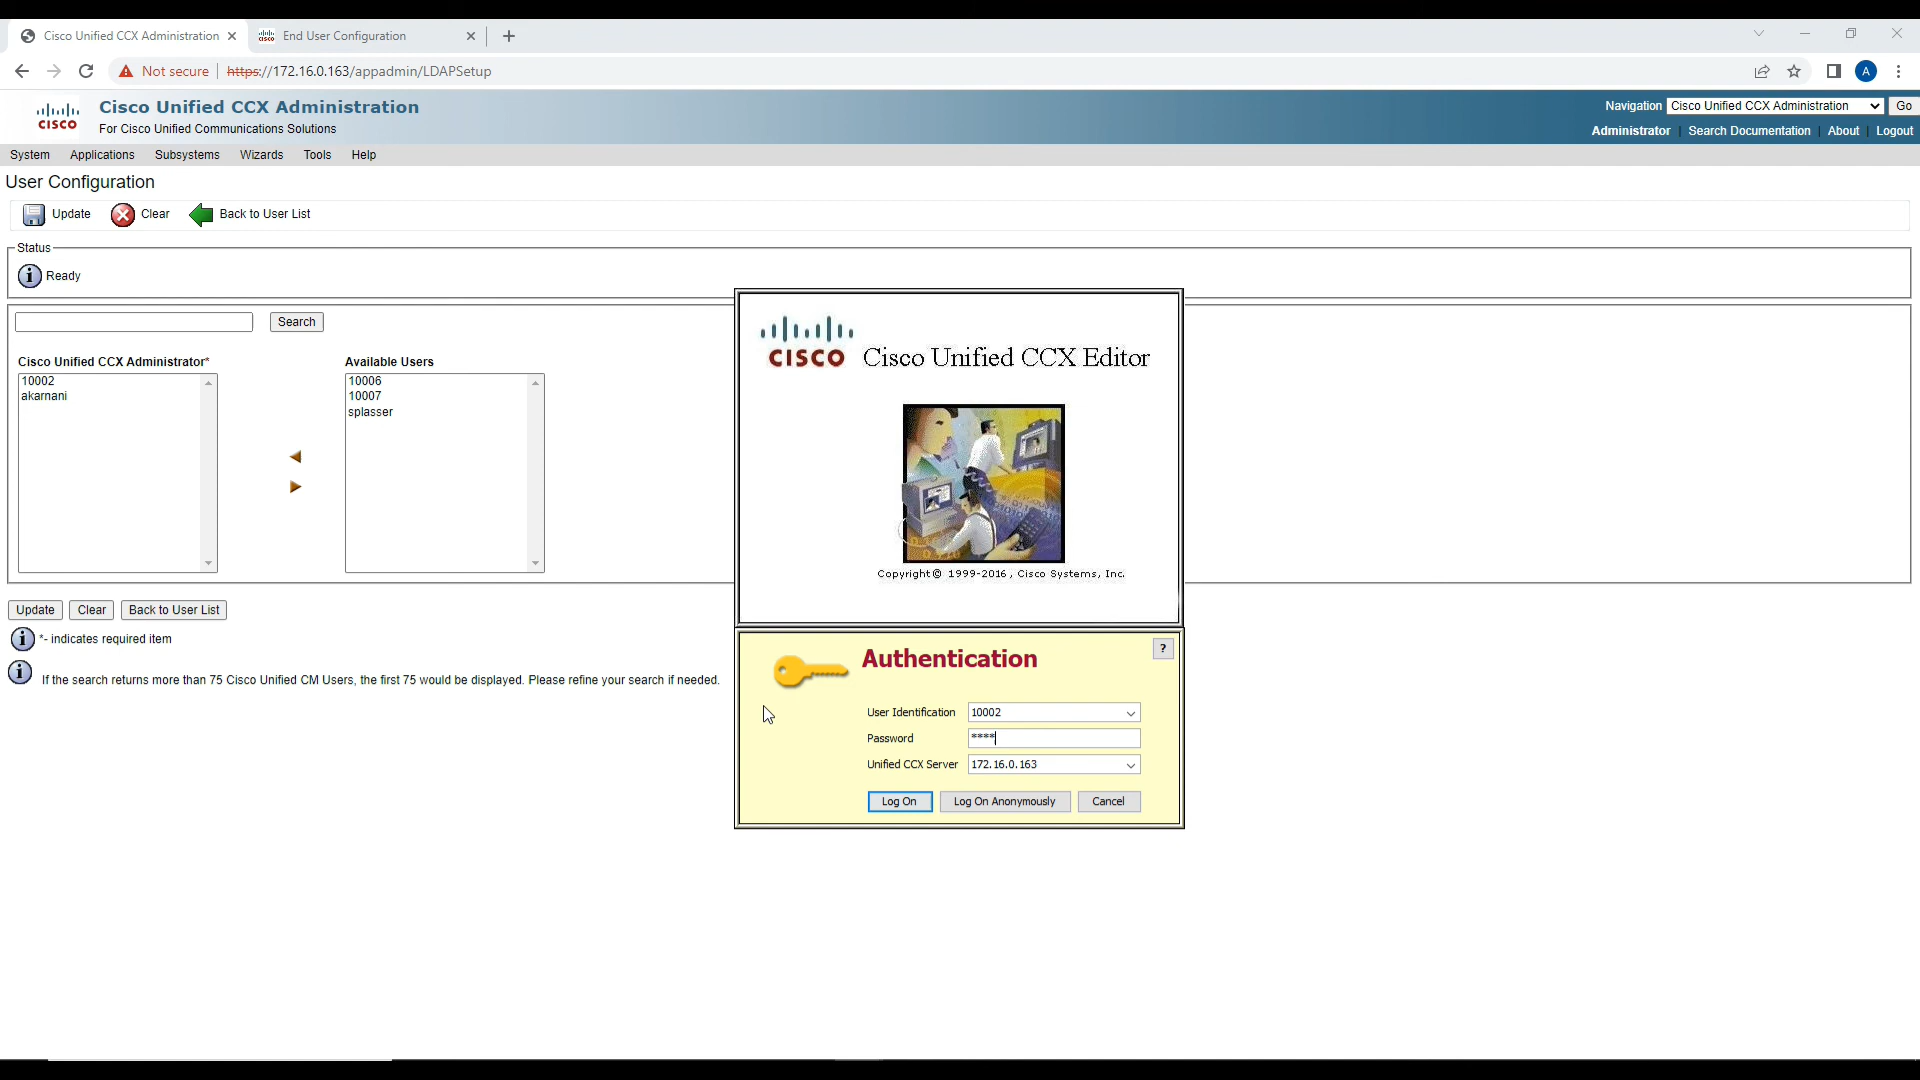 Cisco Unified CCX Administration
End User Configuration
Not secure
https://172.16.0.163/appadmin/LDAPSetup
A
CISCO
Cisco Unified CCX Administration
For Cisco Unified Communications Solutions
Navigation Cisco Unified CCX Administration Go
Administrator | Search Documentation | About | Logout
System Applications Subsystems Wizards Tools Help
User Configuration
Update Clear Back to User List
Status
Ready
Search
Cisco Unified CCX Administrator*
10002
akarnani
Available Users
10006
10007
splasser
Update Clear Back to User List
*- indicates required item
If the search returns more than 75 Cisco Unified CM Users, the first 75 would be displayed. Please refine your search if needed.
CISCO Cisco Unified CCX Editor
Copyright© 1999-2016, Cisco Systems, Inc.
Authentication
?
User Identification 10002
Password ****
Unified CCX Server 172.16.0.163
Log On Log On Anonymously Cancel